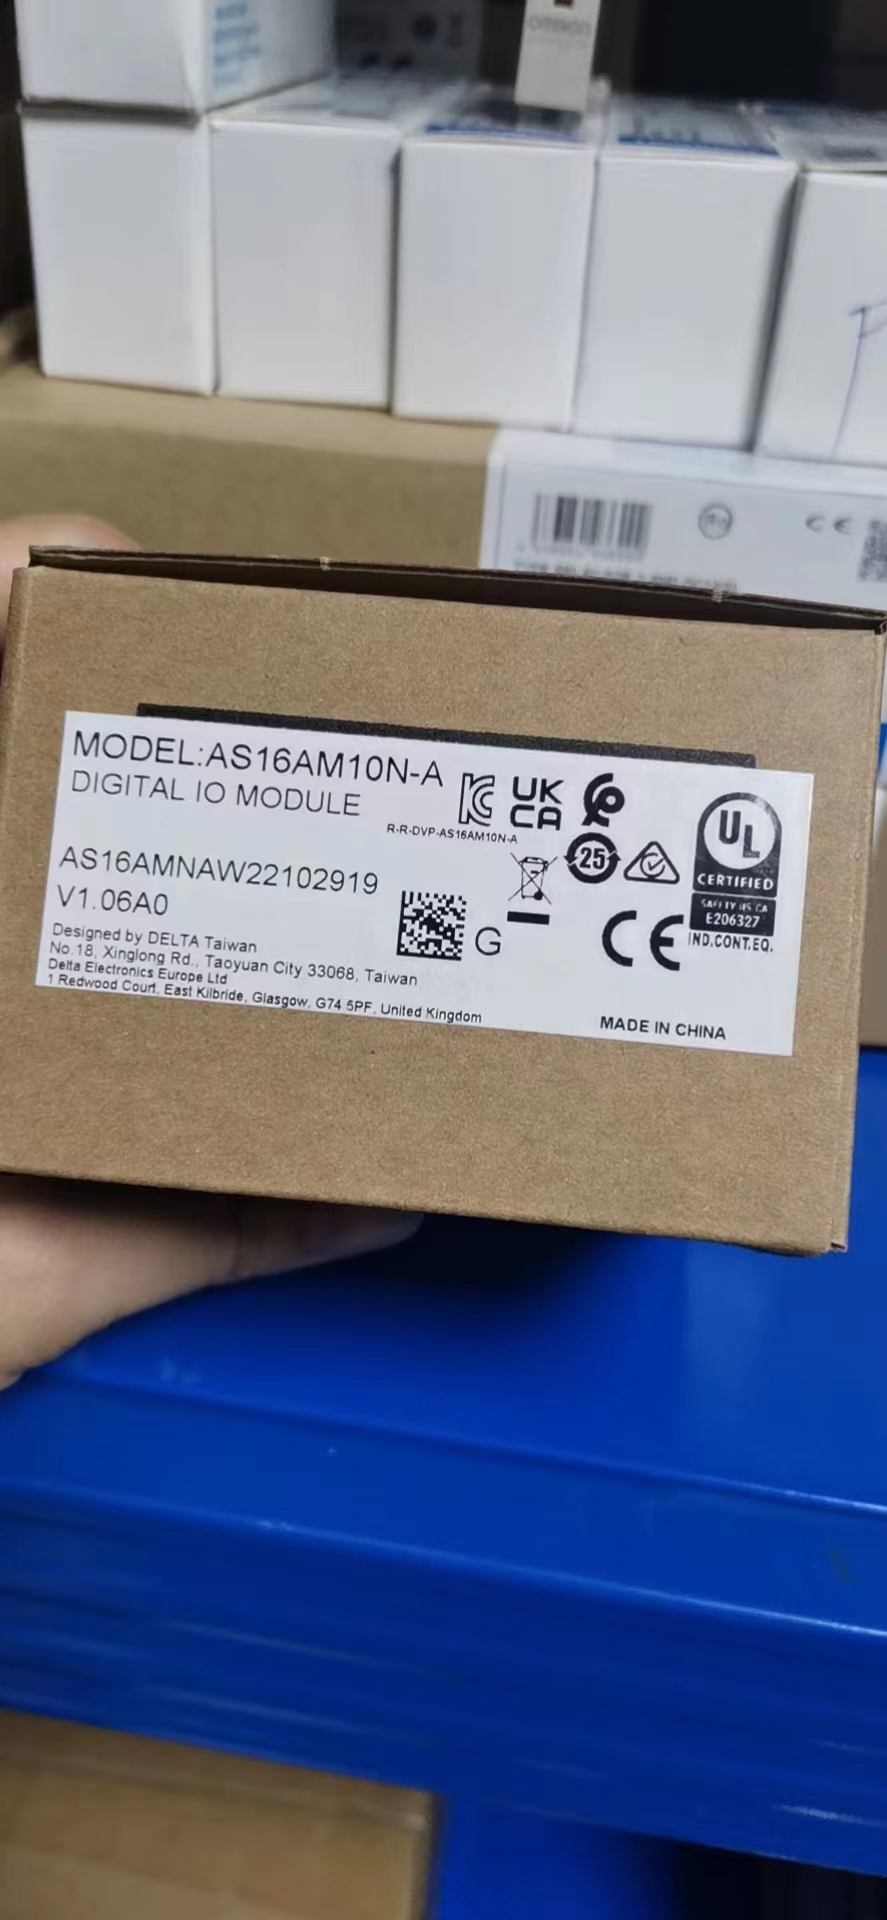 omron
MODEL:AS16AM10N-A
DIGITAL IO MODULE
R-R-DVP-AS16AM10N-A
UK
CA
25
UL
CERTIFIED
SAFETY US CA
E206327
IND.CONT.EQ.
AS16AMNAW22102919
V1.06A0
G
CE
Designed by DELTA Taiwan
No.18, Xinglong Rd., Taoyuan City 33068, Taiwan
Delta Electronics Europe Ltd
1 Redwood Court, East Kilbride, Glasgow, G74 5PF, United Kingdom
MADE IN CHINA
CE